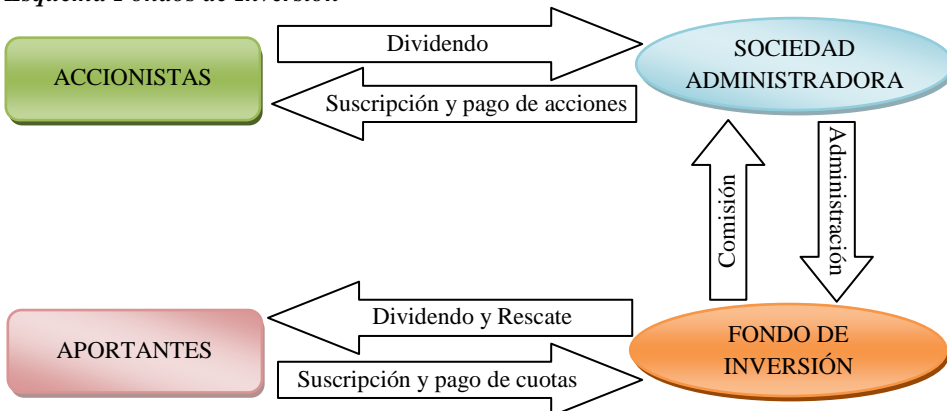 Esquema Fondos de Inversión
Dividendo
SOCIEDAD
ADMINISTRADORA
ACCIONISTAS
Suscripción y pago de acciones
Comisión
Administración
Dividendo y Rescate
FONDO DE
INVERSIÓN
APORTANTES
Suscripción y pago de cuotas